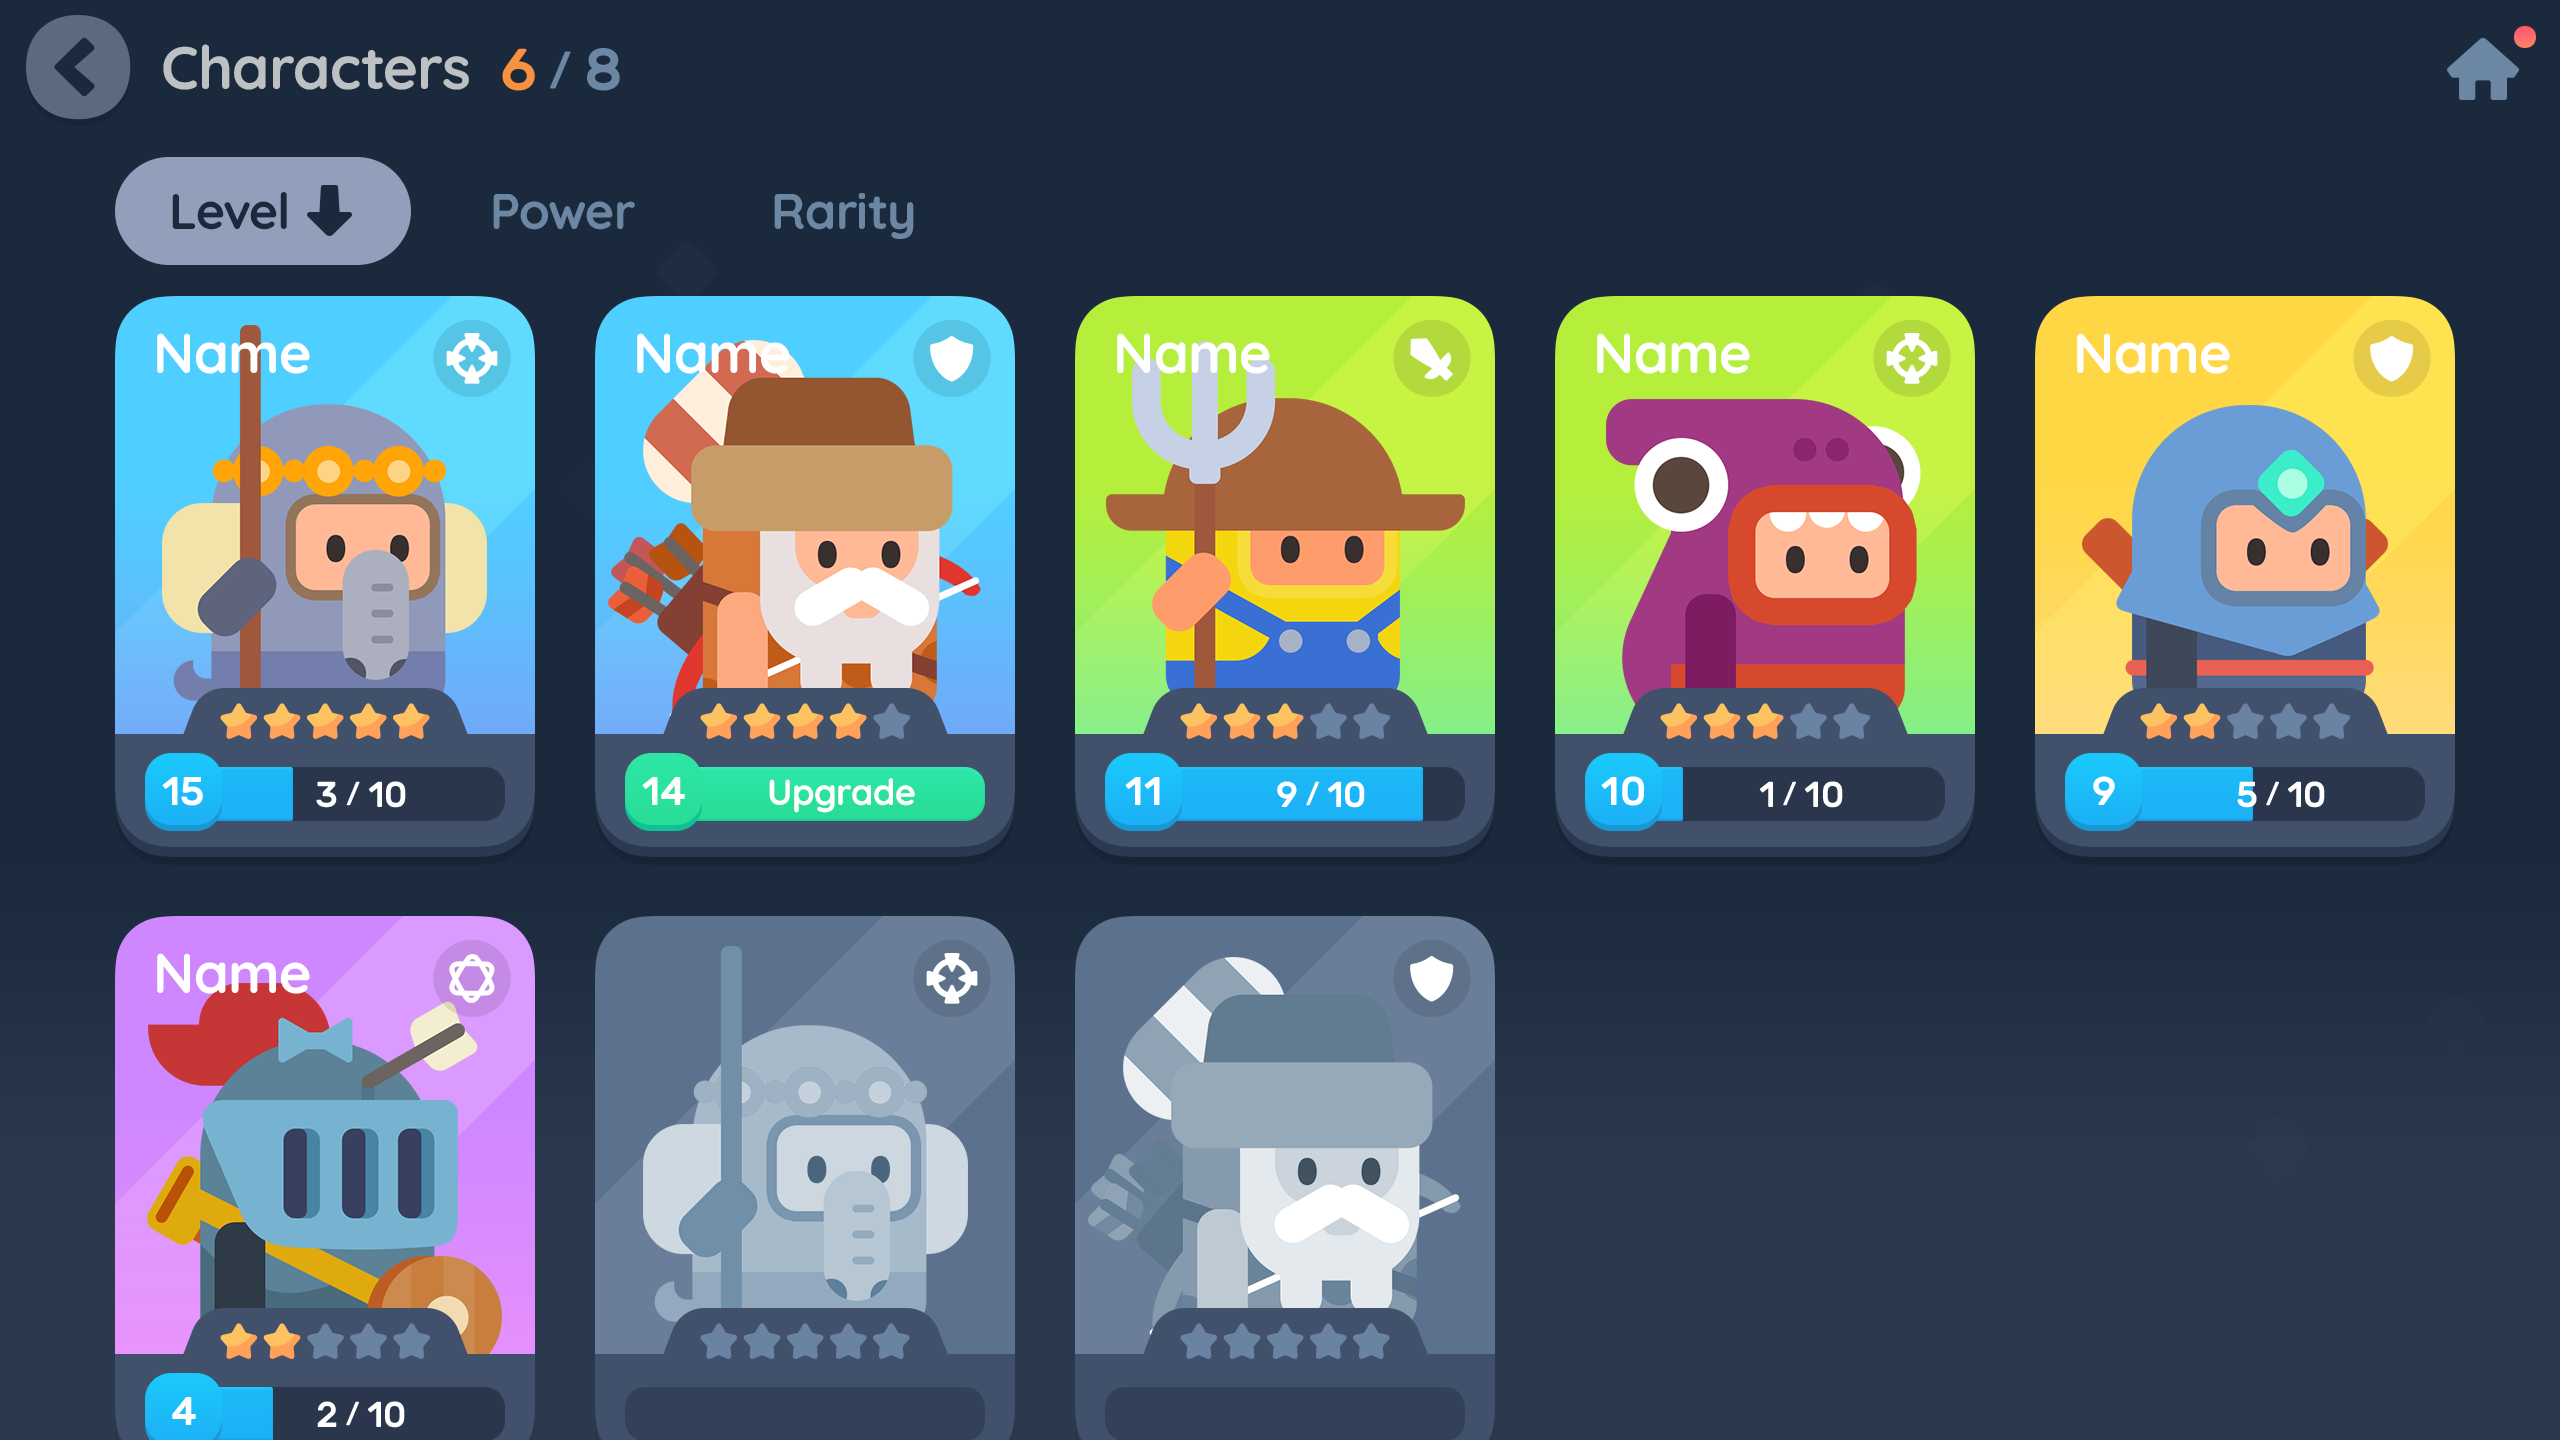 Characters 6 / 8
Level Power Rarity
Name Name Name Name Name
15 3 / 10 14 Upgrade 11 9 / 10 10 1 / 10 9 5 / 10
Name
4 2 / 10